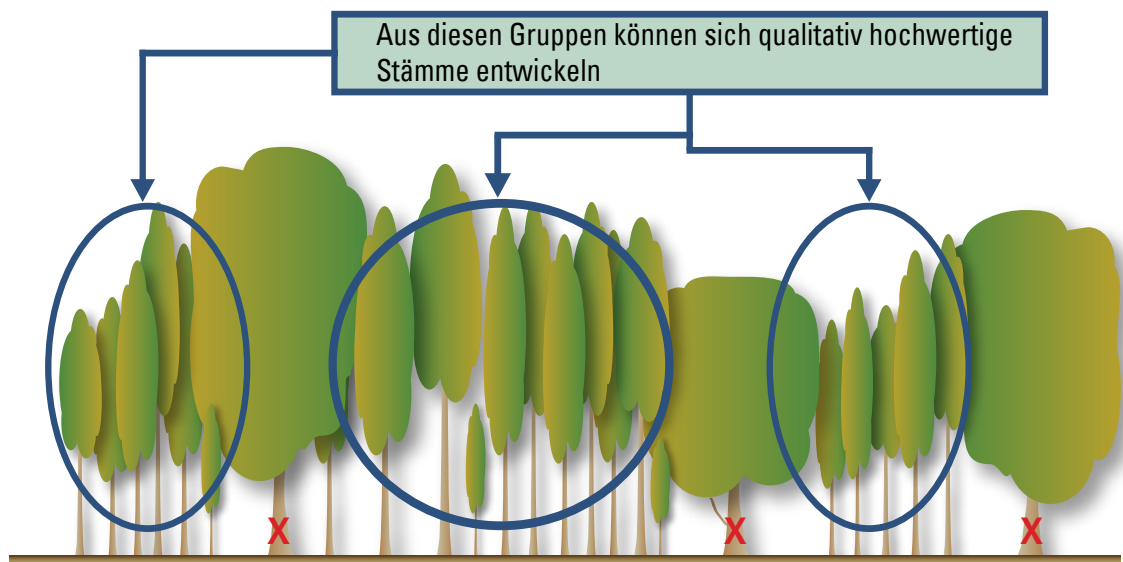 Aus diesen Gruppen können sich qualitativ hochwertige
Stämme entwickeln
X
X
X